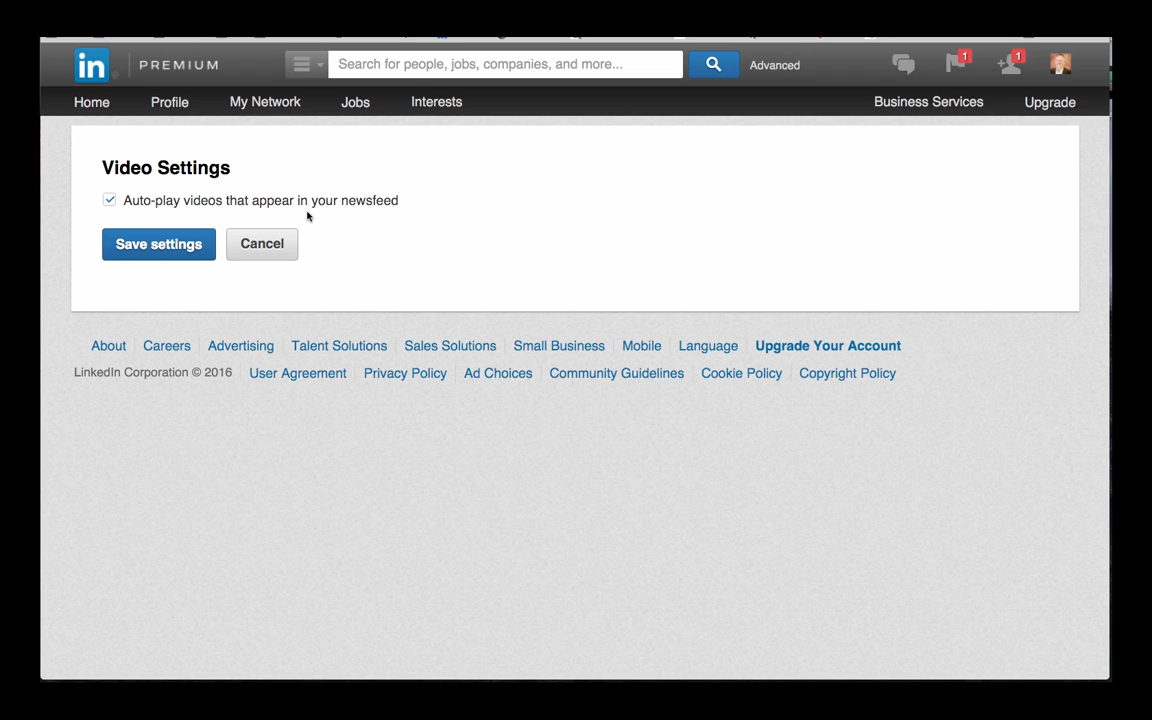 in PREMIUM Search for people, jobs, companies, and more... Advanced 1 1
Home Profile My Network Jobs Interests Business Services Upgrade
Video Settings
Auto-play videos that appear in your newsfeed
Save settings Cancel
About Careers Advertising Talent Solutions Sales Solutions Small Business Mobile Language Upgrade Your Account
LinkedIn Corporation © 2016 User Agreement Privacy Policy Ad Choices Community Guidelines Cookie Policy Copyright Policy